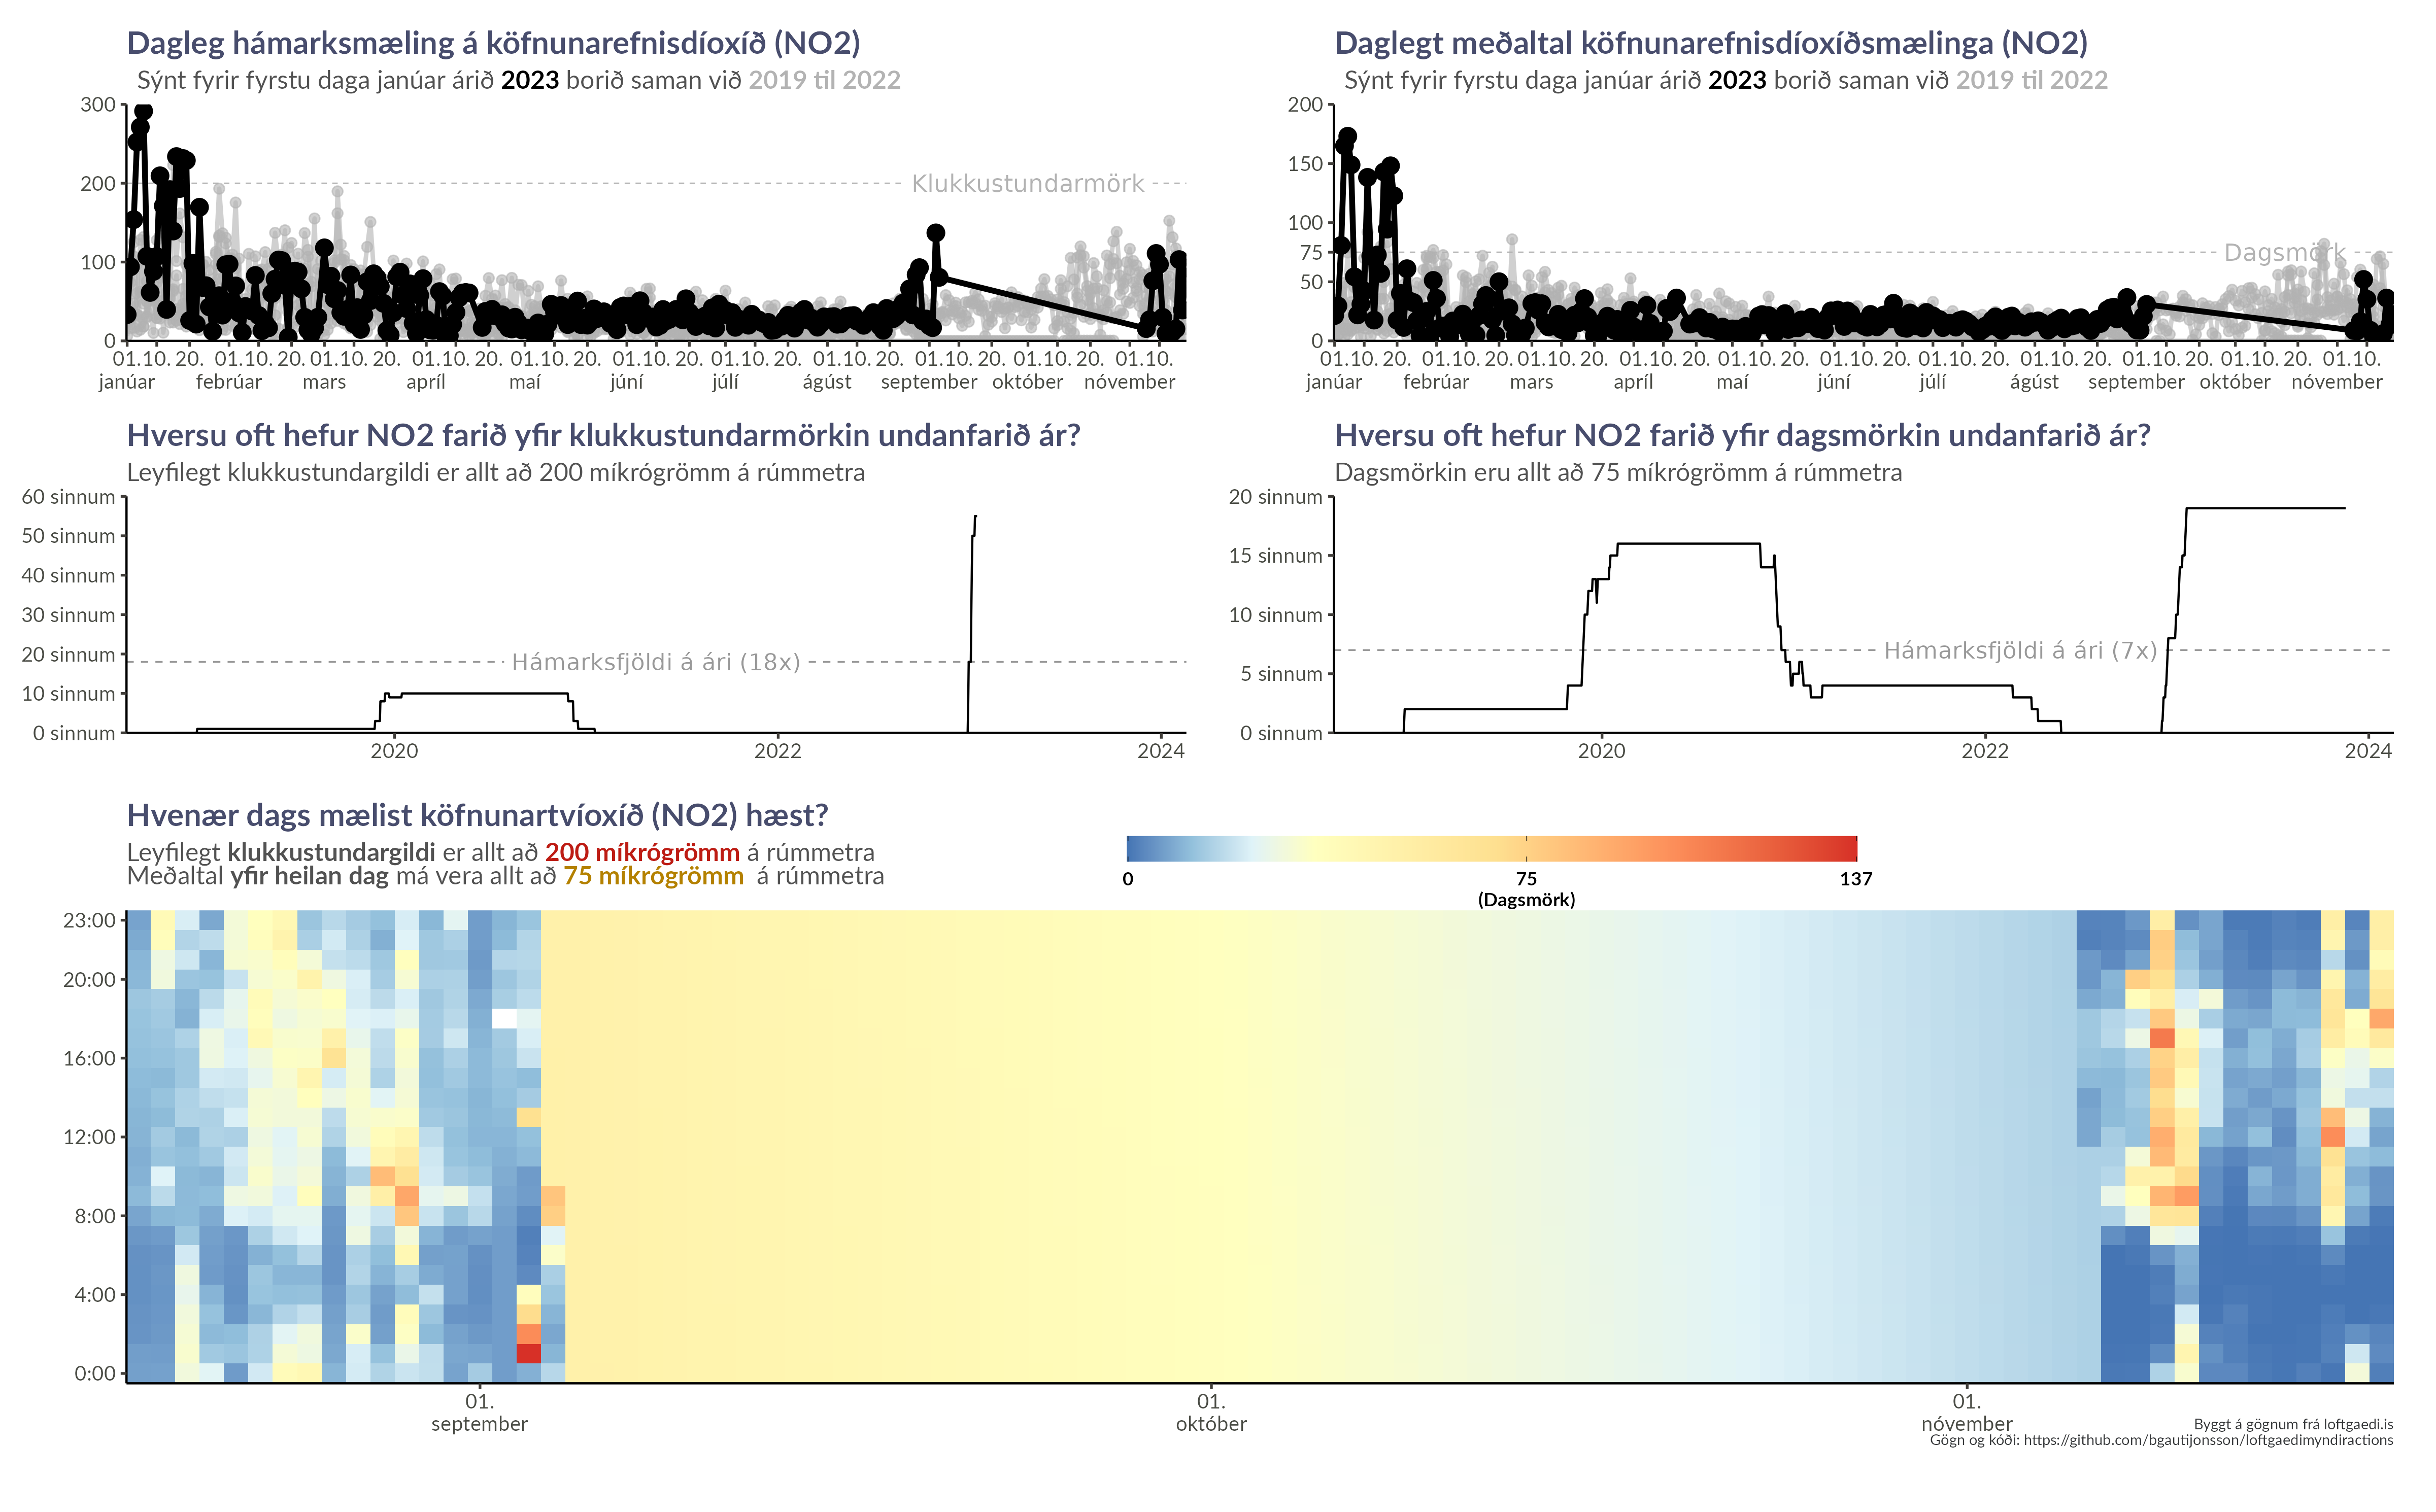 Dagleg hámarksmæling á köfnunarefnisdíoxíð (NO2)
Sýnt fyrir fyrstu daga janúar árið 2023 borið saman við 2019 til 2022
300
200
100
0
Klukkustundarmörk
01. 10. 20. 01. 10. 20. 01. 10. 20. 01. 10. 20. 01. 10. 20. 01. 10. 20. 01. 10. 20. 01. 10. 20. 01. 10. 20. 01. 10. 20. 01. 10.
janúar febrúar mars apríl maí júní júlí ágúst september október nóvember
Daglegt meðaltal köfnunarefnisdíoxíðsmælinga (NO2)
Sýnt fyrir fyrstu daga janúar árið 2023 borið saman við 2019 til 2022
200
150
100
75
50
0
Dagsmörk
01. 10. 20. 01. 10. 20. 01. 10. 20. 01. 10. 20. 01. 10. 20. 01. 10. 20. 01. 10. 20. 01. 10. 20. 01. 10. 20. 01. 10. 20. 01. 10.
janúar febrúar mars apríl maí júní júlí ágúst september október nóvember
Hversu oft hefur NO2 farið yfir klukkustundarmörkin undanfarið ár?
Leyfilegt klukkustundargildi er allt að 200 míkrógrömm á rúmmetra
60 sinnum
50 sinnum
40 sinnum
30 sinnum
20 sinnum
10 sinnum
0 sinnum
Hámarksfjöldi á ári (18x)
2020 2022 2024
Hversu oft hefur NO2 farið yfir dagsmörkin undanfarið ár?
Dagsmörkin eru allt að 75 míkrógrömm á rúmmetra
20 sinnum
15 sinnum
10 sinnum
5 sinnum
0 sinnum
Hámarksfjöldi á ári (7x)
2020 2022 2024
Hvenær dags mælist köfnunartvíoxíð (NO2) hæst?
Leyfilegt klukkustundargildi er allt að 200 míkrógrömm á rúmmetra
Meðaltal yfir heilan dag má vera allt að 75 míkrógrömm á rúmmetra
0 75 137
(Dagsmörk)
23:00
20:00
16:00
12:00
8:00
4:00
0:00
01. 01. 01.
september október nóvember
Byggt á gögnum frá loftgaedi.is
Gögn og kóði: https://github.com/bgautijonsson/loftgaedimyndiractions